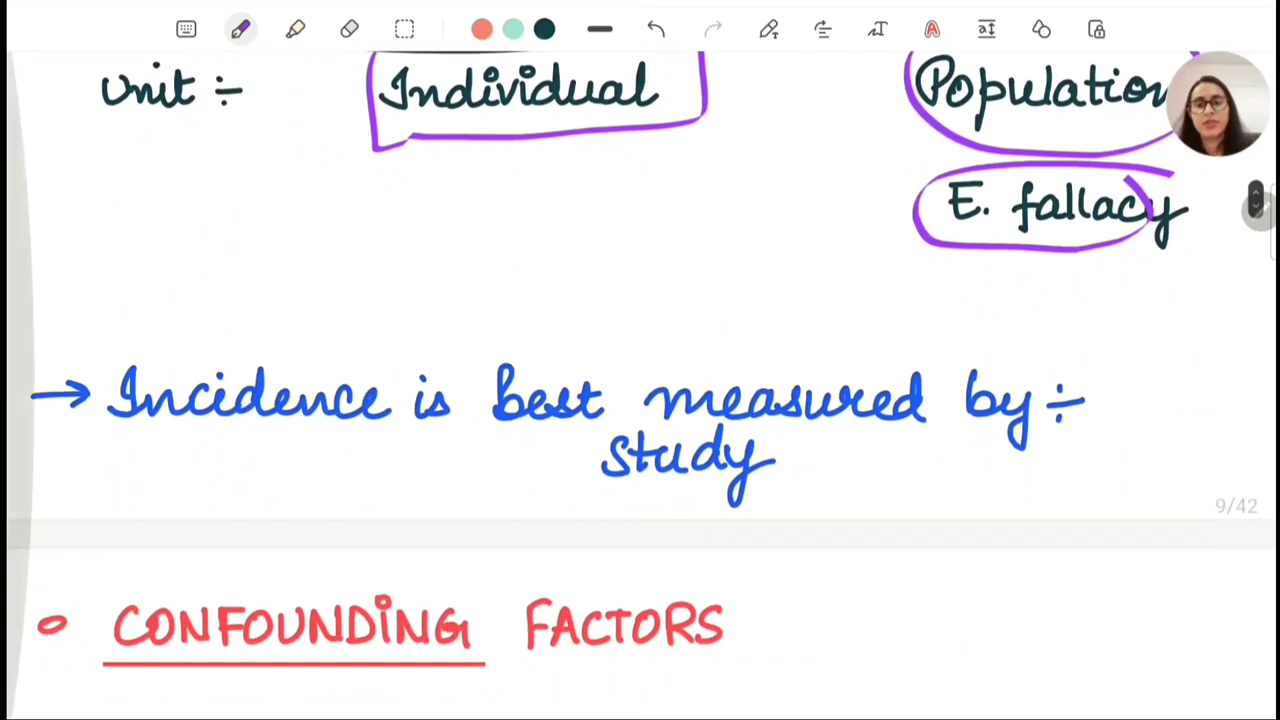 Unit :- Individual Population
E. fallacy
→ Incidence is best measured by :-
study
9/42
• CONFOUNDING FACTORS